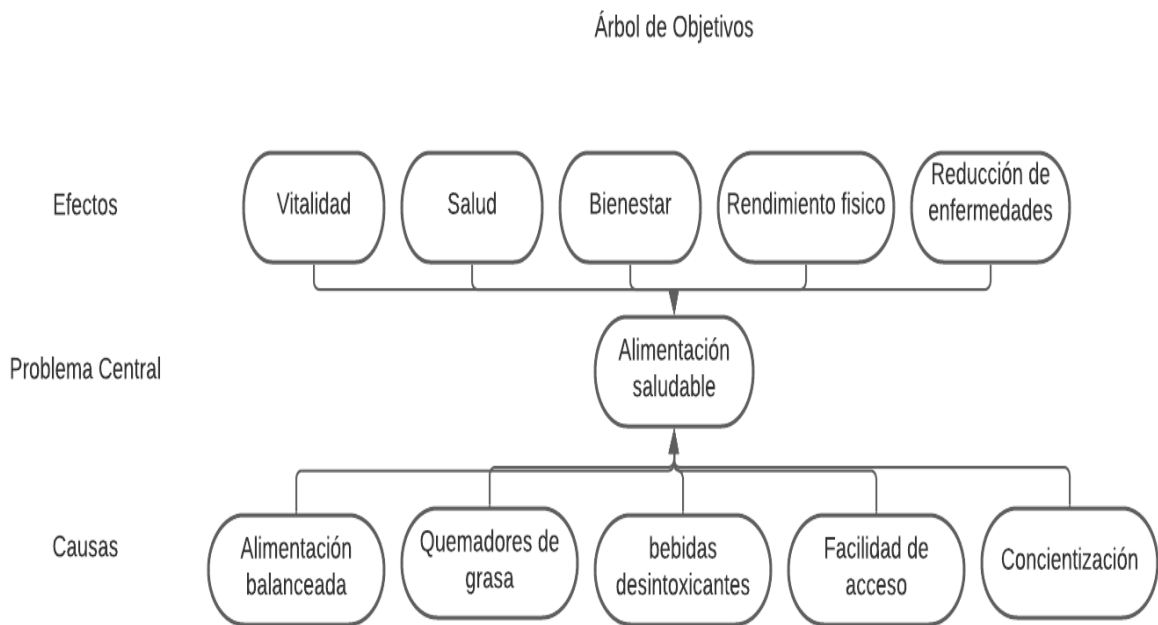 Árbol de Objetivos
Efectos
Vitalidad
Salud
Bienestar
Rendimiento fisico
Reducción de
enfermedades
Problema Central
Alimentación
saludable
Causas
Alimentación
balanceada
Quemadores de
grasa
bebidas
desintoxicantes
Facilidad de
acceso
Concientización